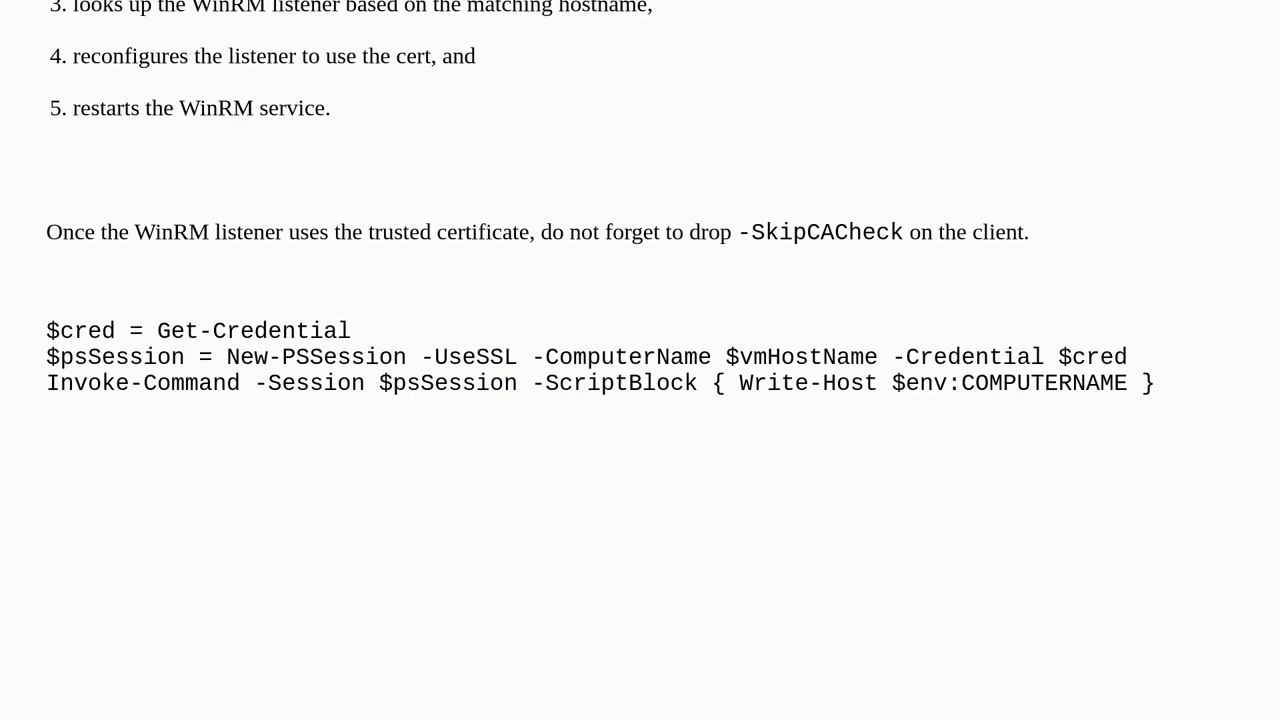 3. looks up the WinRM listener based on the matching hostname,
4. reconfigures the listener to use the cert, and
5. restarts the WinRM service.
Once the WinRM listener uses the trusted certificate, do not forget to drop -SkipCACheck on the client.
$cred = Get-Credential
$psSession = New-PSSession -UseSSL -ComputerName $vmHostName -Credential $cred
Invoke-Command -Session $psSession -ScriptBlock { Write-Host $env:COMPUTERNAME }